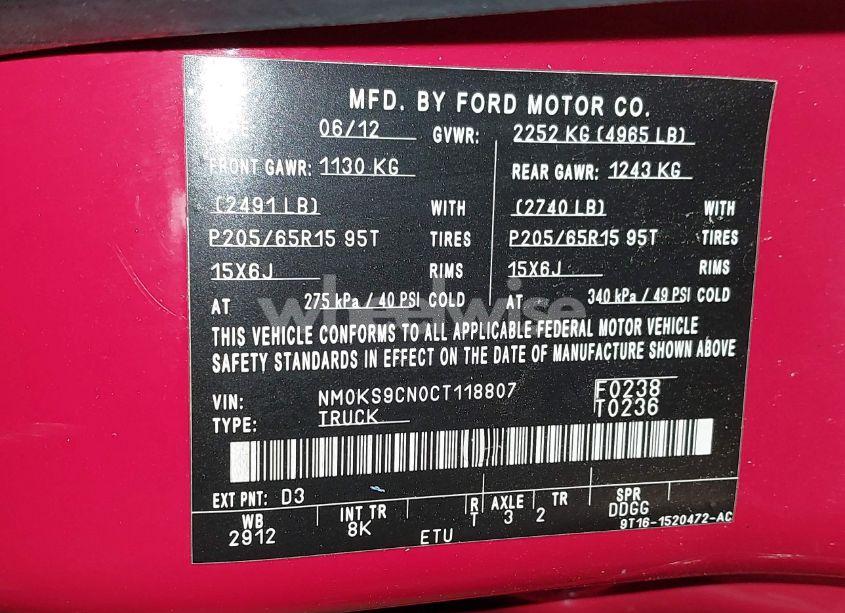 MFD. BY FORD MOTOR CO.
06/12 GVWR: 2252 KG (4965 LB)
FRONT GAWR: 1130 KG REAR GAWR: 1243 KG
(2491 LB) WITH (2740 LB) WITH
P205/65R15 95T TIRES P205/65R15 95T TIRES
15X6J RIMS 15X6J RIMS
AT 275 kPa / 40 PSI COLD AT 340 kPa / 49 PSI COLD
wheelwise
THIS VEHICLE CONFORMS TO ALL APPLICABLE FEDERAL MOTOR VEHICLE
SAFETY STANDARDS IN EFFECT ON THE DATE OF MANUFACTURE SHOWN ABOVE
VIN: NM0KS9CN0CT118807 F0238
TYPE: TRUCK T0236
EXT PNT: D3
WB INT TR RT AXLE TR SPR
2912 8K 3 2 DDGG
ETU 9T16-1520472-AC